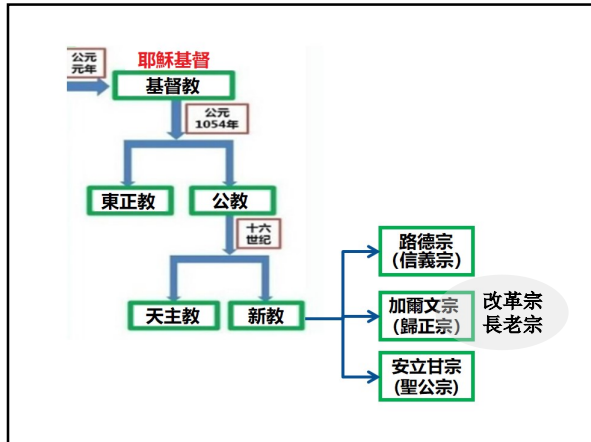 公元
元年
耶穌基督
基督教
公元
1054年
東正教
公教
十六
世纪
天主教
新教
路德宗
(信義宗)
加爾文宗
(歸正宗)
改革宗
長老宗
安立甘宗
(聖公宗)